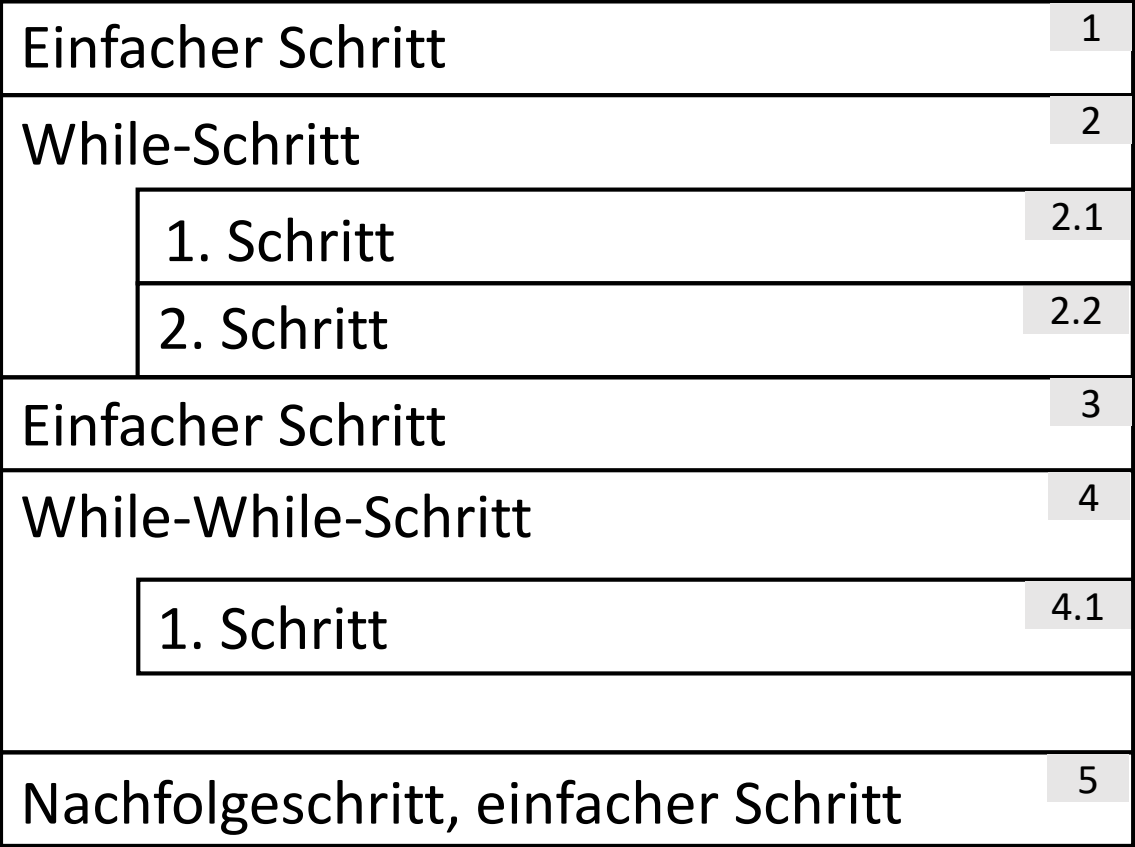 Einfacher Schritt 1
While-Schritt 2
1. Schritt 2.1
2. Schritt 2.2
Einfacher Schritt 3
While-While-Schritt 4
1. Schritt 4.1
Nachfolgeschritt, einfacher Schritt 5